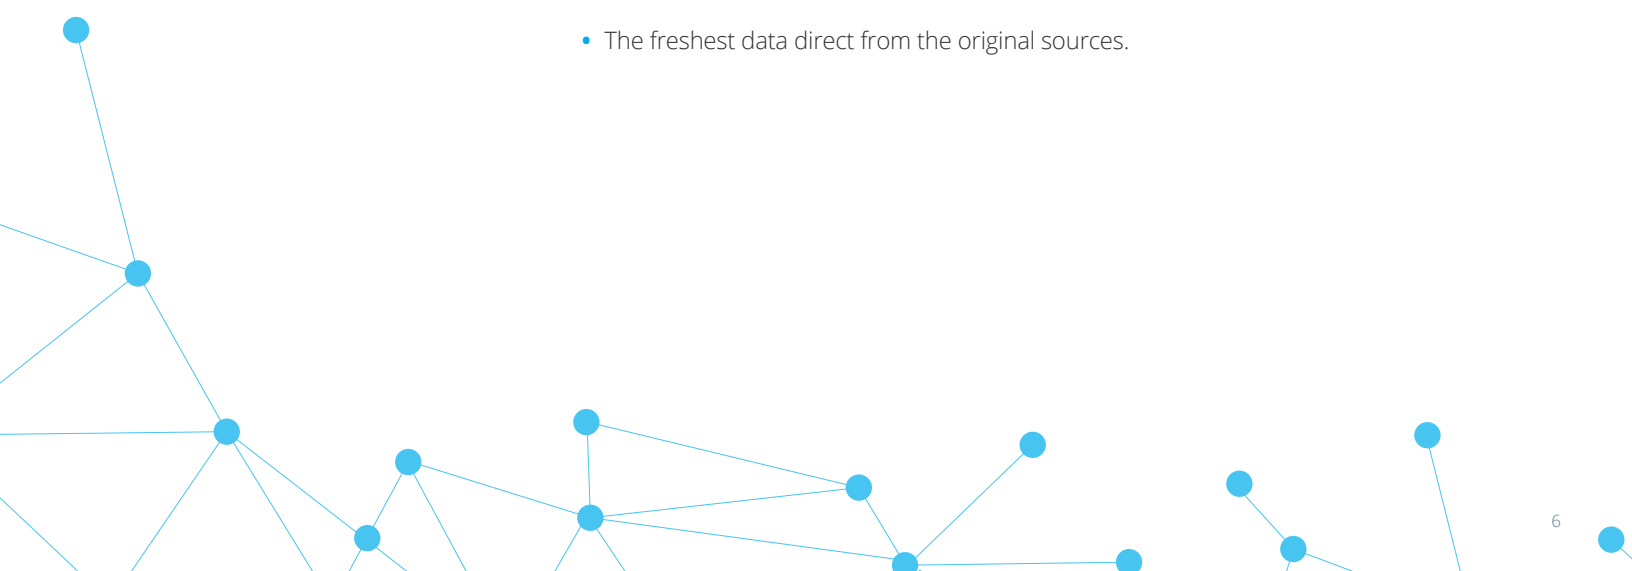 • The freshest data direct from the original sources.
6